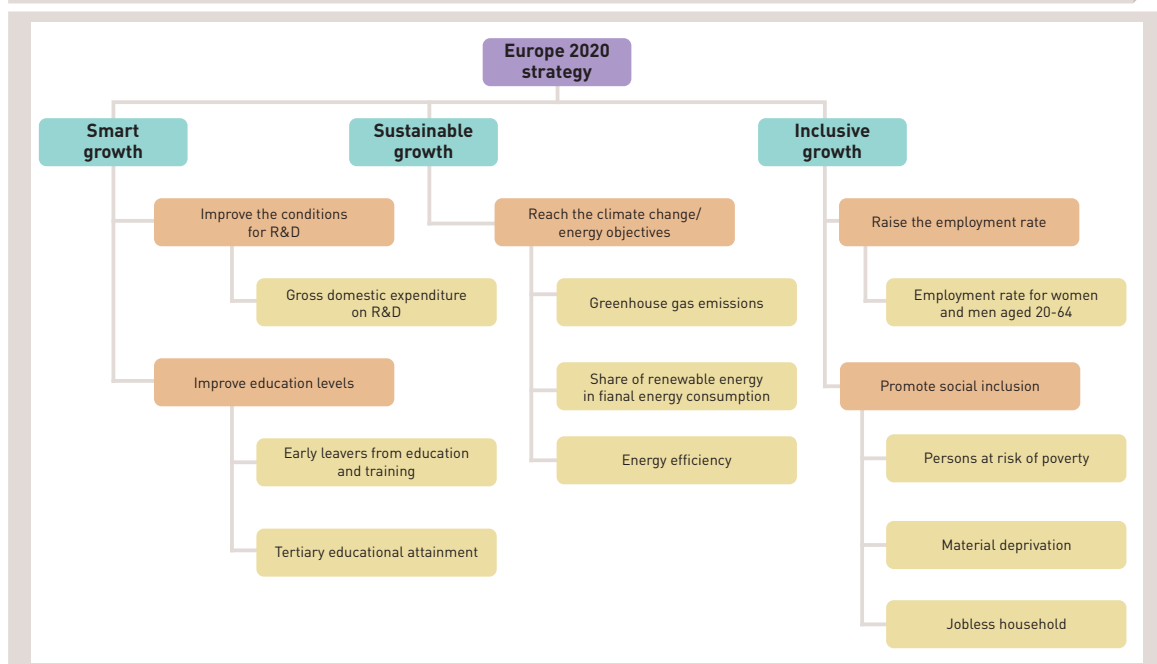 Europe 2020
strategy
Smart
growth
Sustainable
growth
Inclusive
growth
Improve the conditions
for R&D
Gross domestic expenditure
on R&D
Improve education levels
Early leavers from education
and training
Tertiary educational attainment
Reach the climate change/
energy objectives
Greenhouse gas emissions
Share of renewable energy
in fianal energy consumption
Energy efficiency
Raise the employment rate
Employment rate for women
and men aged 20-64
Promote social inclusion
Persons at risk of poverty
Material deprivation
Jobless household